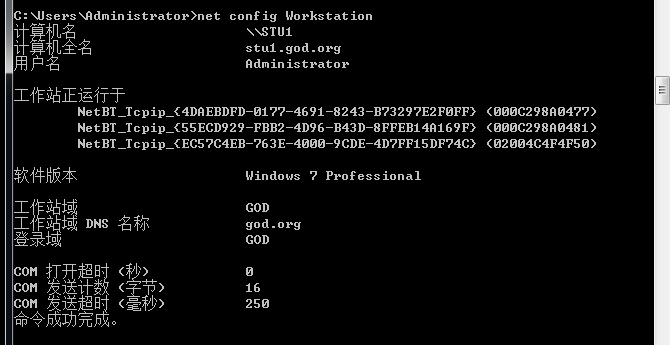 C:\Users\Administrator>net config Workstation
计算机名 \\STU1
计算机全名 stu1.god.org
用户名 Administrator
工作站正运行于
NetBT_Tcpip_{4DAEBDFD-0177-4691-8243-B73297E2F0FF} (000C298A0477)
NetBT_Tcpip_{55ECD929-FBB2-4D96-B43D-8FFEB14A169F} (000C298A0481)
NetBT_Tcpip_{EC57C4EB-763E-4000-9CDE-4D7FF15DF74C} (02004C4F4F50)
软件版本 Windows 7 Professional
工作站域 GOD
工作站域 DNS 名称 god.org
登录域 GOD
COM 打开超时 (秒) 0
COM 发送计数 (字节) 16
COM 发送超时 (毫秒) 250
命令成功完成。